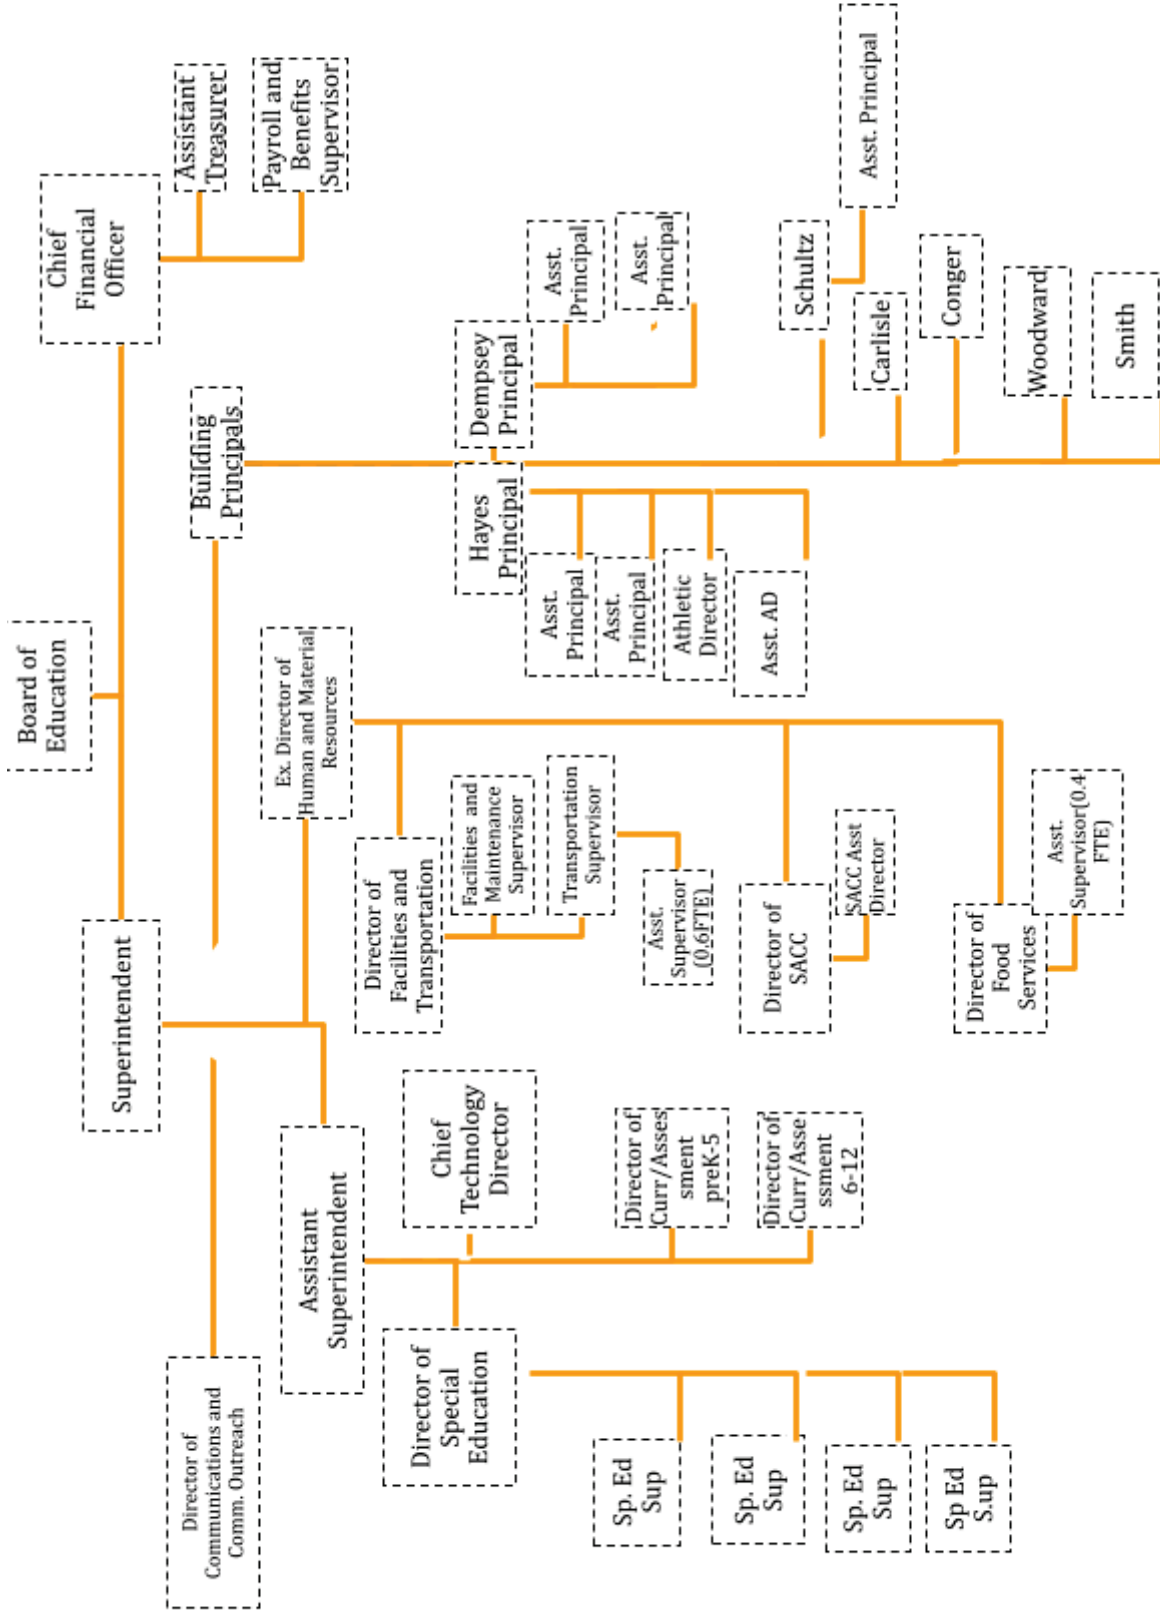 Board of
Education
Superintendent
Chief
Financial
Officer
Assistant
Treasurer
Payroll and
Benefits
Supervisor
Director of
Communications and
Comm. Outreach
Building
Principals
Assistant
Superintendent
Ex. Director of
Human and Material
Resources
Director of
Special
Education
Chief
Technology
Director
Director of
Curr/Asses
sment
preK-5
Director of
Curr/Asse
ssment
6-12
Sp. Ed
Sup
Sp. Ed
Sup
Sp. Ed
Sup
Sp Ed
S.up
Director of
Facilities and
Transportation
Facilities and
Maintenance
Supervisor
Transportation
Supervisor
Asst.
Supervisor
(0.6FTE)
Director of
SACC
SACC Asst
Director
Director of
Food
Services
Asst.
Supervisor(0.4
FTE)
Hayes
Principal
Asst.
Principal
Asst.
Principal
Athletic
Director
Asst. AD
Dempsey
Principal
Asst.
Principal
Asst.
Principal
Schultz
Asst. Principal
Carlisle
Conger
Woodward
Smith